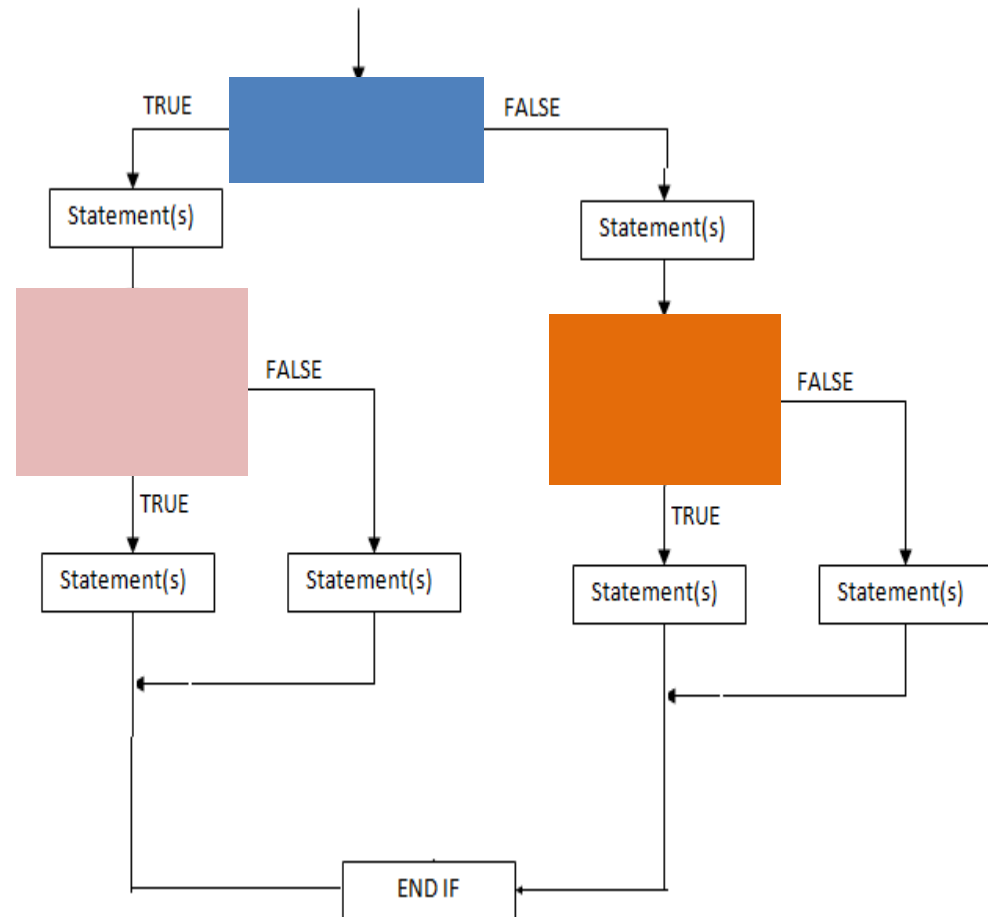 TRUE
FALSE
Statement(s)
Statement(s)
FALSE
FALSE
TRUE
TRUE
Statement(s)
Statement(s)
Statement(s)
Statement(s)
END IF